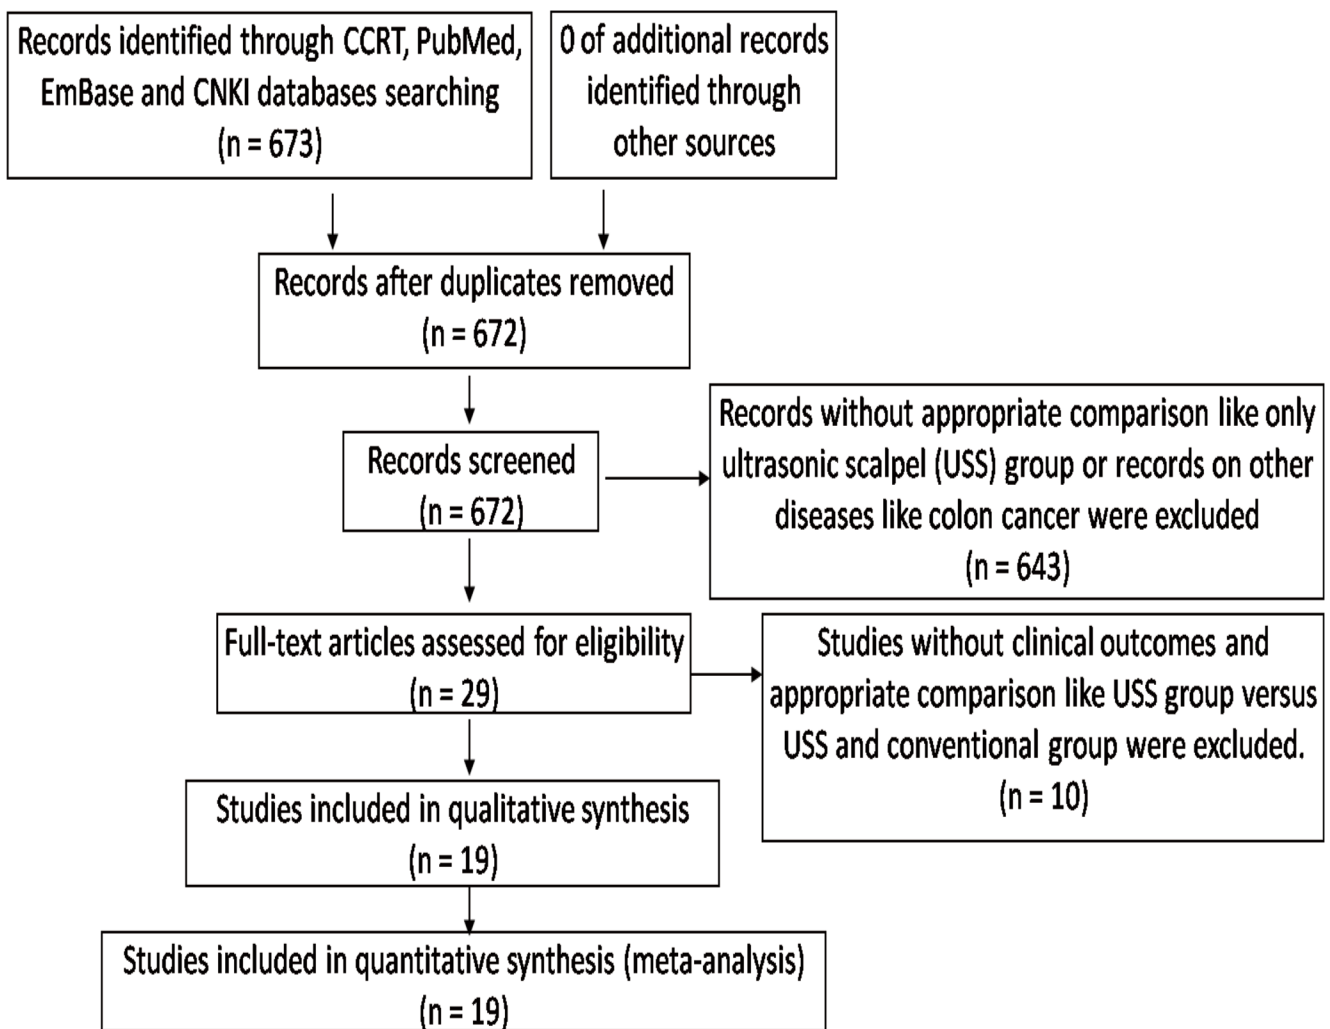 Records identified through CCRT, PubMed,
EmBase and CNKI databases searching
(n = 673)
0 of additional records
identified through
other sources
Records after duplicates removed
(n = 672)
Records screened
(n = 672)
Records without appropriate comparison like only
ultrasonic scalpel (USS) group or records on other
diseases like colon cancer were excluded
(n = 643)
Full-text articles assessed for eligibility
(n = 29)
Studies without clinical outcomes and
appropriate comparison like USS group versus
USS and conventional group were excluded.
(n = 10)
Studies included in qualitative synthesis
(n = 19)
Studies included in quantitative synthesis (meta-analysis)
(n = 19)